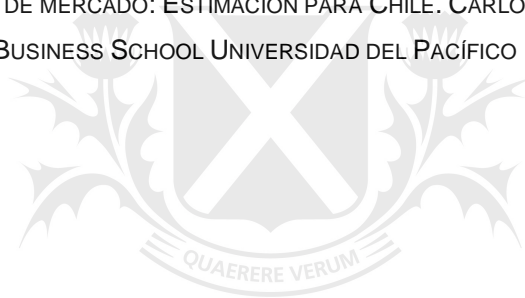 DE MERCADO: ESTIMACIÓN PARA CHILE. CARLO
BUSINESS SCHOOL UNIVERSIDAD DEL PACÍFICO
QUAERERE VERUM